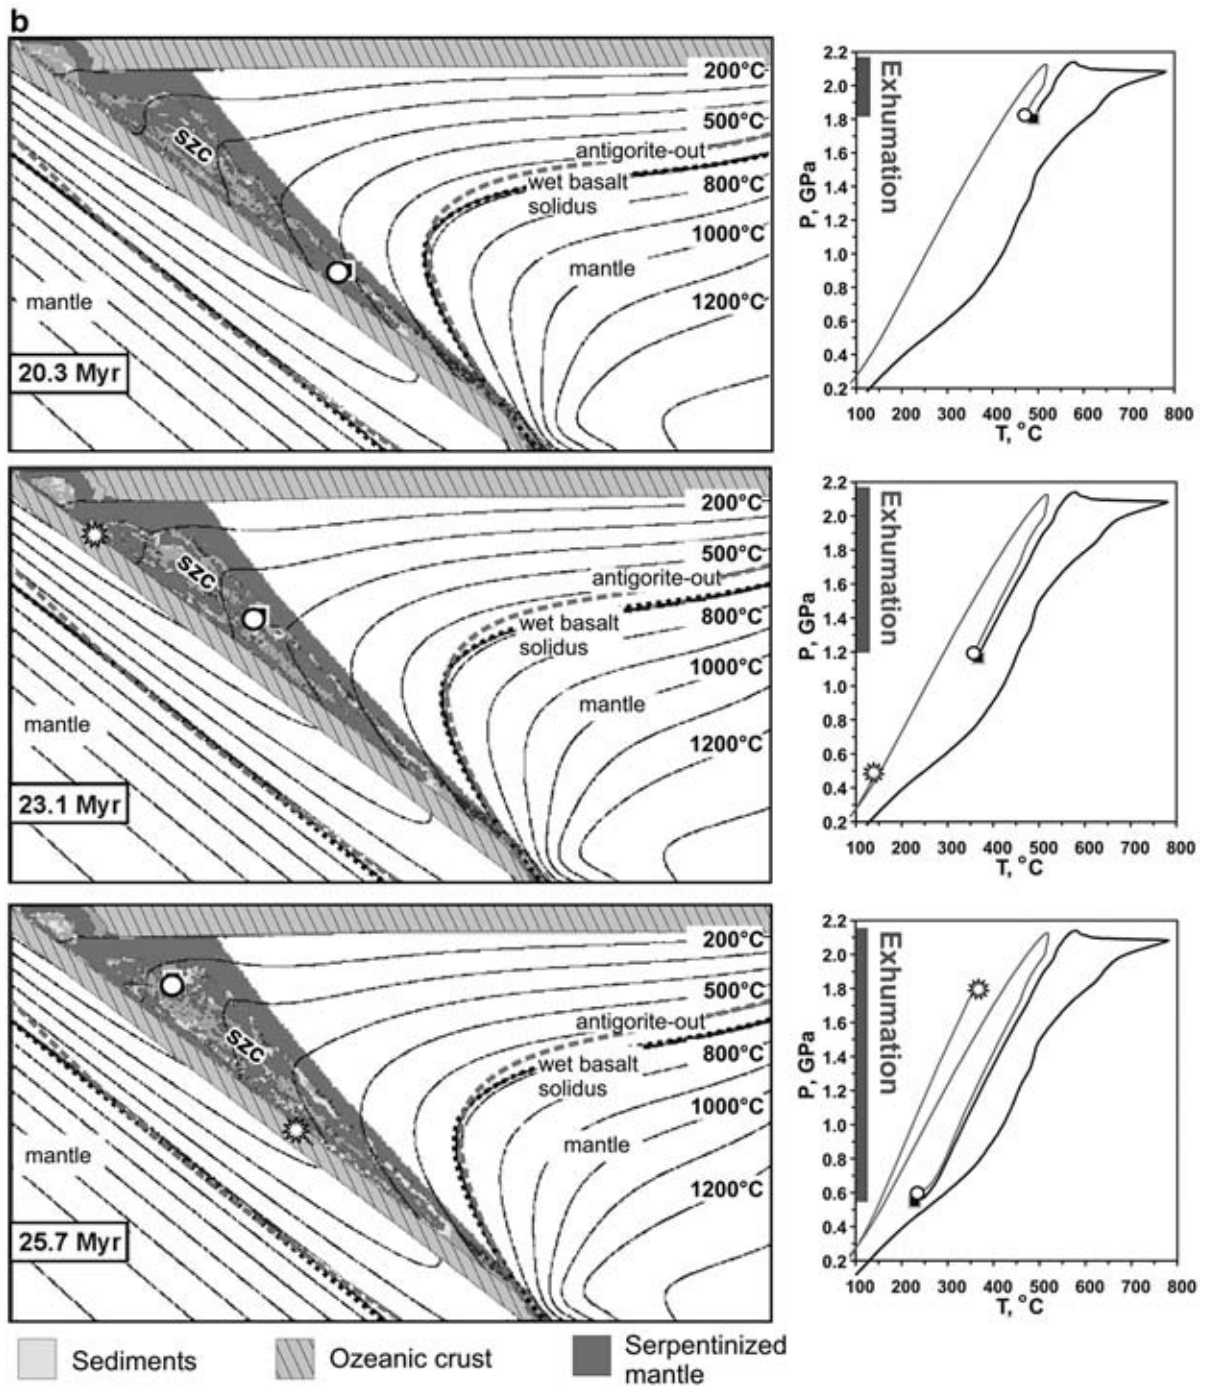 b
200°C
500°C
antigorite-out
szc
wet basalt
solidus
800°C
1000°C
mantle
mantle
1200°C
20.3 Myr
2.2
2.0
1.8
1.6
1.4
1.2
1.0
0.8
0.6
0.4
0.2
P, GPa
Exhumation
100 200 300 400 500 600 700 800
T, °C
200°C
500°C
antigorite-out
szc
wet basalt
solidus
800°C
1000°C
mantle
mantle
1200°C
23.1 Myr
2.2
2.0
1.8
1.6
1.4
1.2
1.0
0.8
0.6
0.4
0.2
P, GPa
Exhumation
100 200 300 400 500 600 700 800
T, °C
200°C
500°C
antigorite-out
szc
wet basalt
solidus
800°C
1000°C
mantle
mantle
1200°C
25.7 Myr
2.2
2.0
1.8
1.6
1.4
1.2
1.0
0.8
0.6
0.4
0.2
P, GPa
Exhumation
100 200 300 400 500 600 700 800
T, °C
Sediments
Ozeanic crust
Serpentinized
mantle